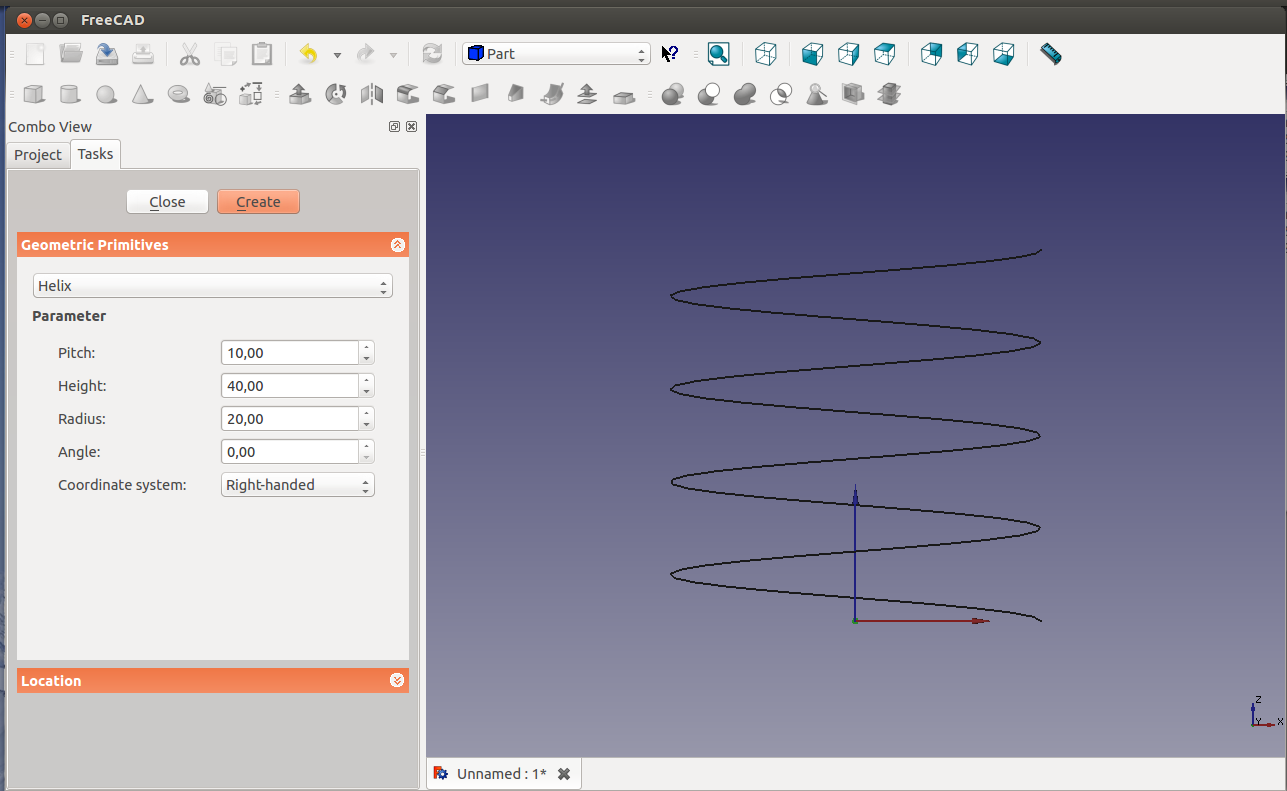 FreeCAD
Part
Combo View
Project Tasks
Close Create
Geometric Primitives
Helix
Parameter
Pitch: 10,00
Height: 40,00
Radius: 20,00
Angle: 0,00
Coordinate system: Right-handed
Location
Z
Y X
Unnamed : 1*